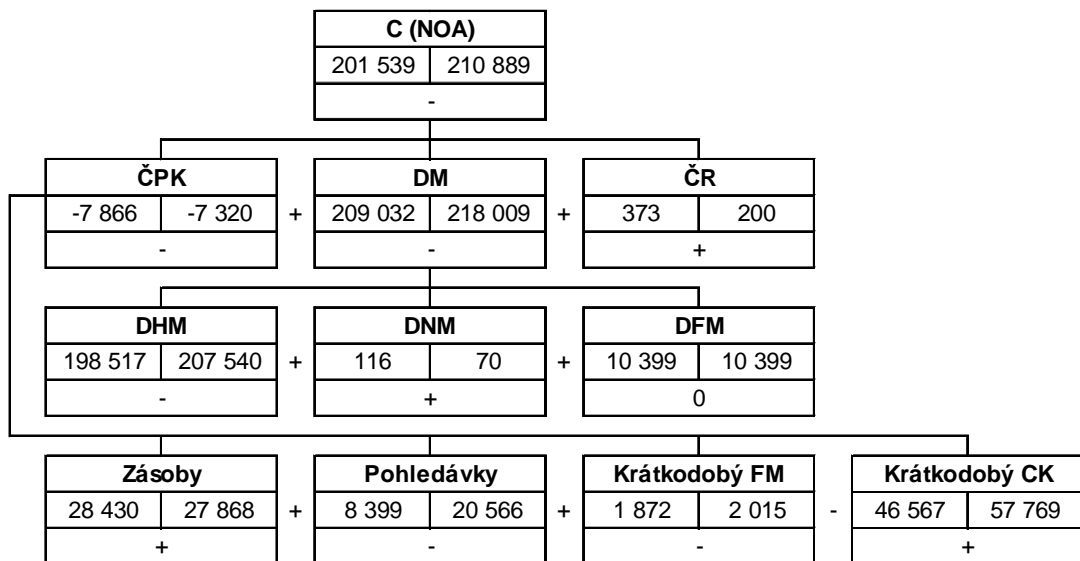 C (NOA)
201 539 210 889
-
ČPK DM ČR
-7 866 -7 320 + 209 032 218 009 + 373 200
- - +
DHM DNM DFM
198 517 207 540 + 116 70 + 10 399 10 399
- + 0
Zásoby Pohledávky Krátkodobý FM Krátkodobý CK
28 430 27 868 + 8 399 20 566 + 1 872 2 015 - 46 567 57 769
+ - - +